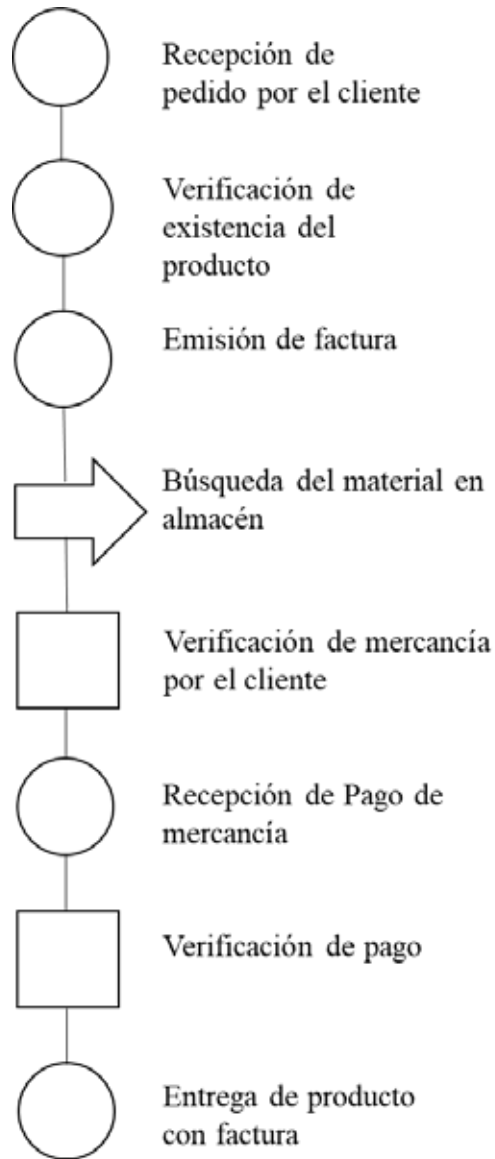 Recepción de
pedido por el cliente
Verificación de
existencia del
producto
Emisión de factura
Búsqueda del material en
almacén
Verificación de mercancía
por el cliente
Recepción de Pago de
mercancía
Verificación de pago
Entrega de producto
con factura